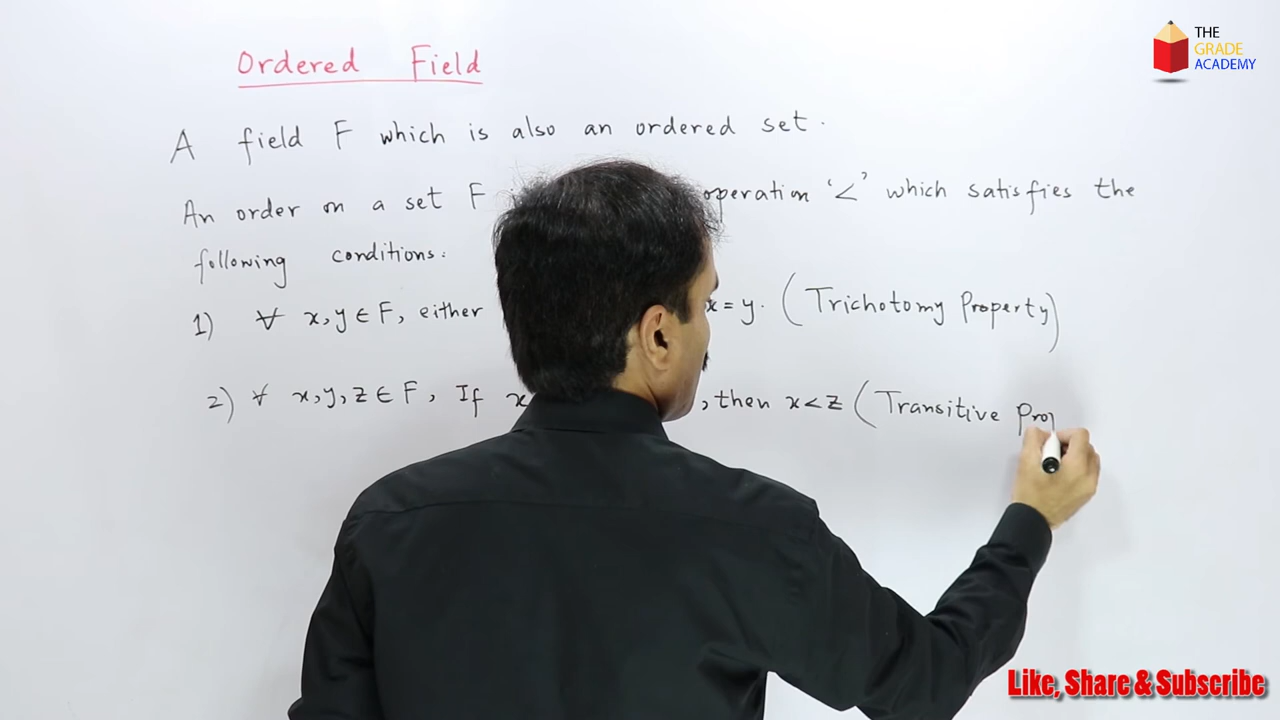 Ordered Field
A field F which is also an ordered set.
An order on a set F operation '<' which satisfies the
following conditions:
1) ∀ x,y ∈ F, either x = y. (Trichotomy Property)
2) ∀ x,y,z ∈ F, If x , then x < z (Transitive Pro
THE
GRADE
ACADEMY
Like, Share & Subscribe